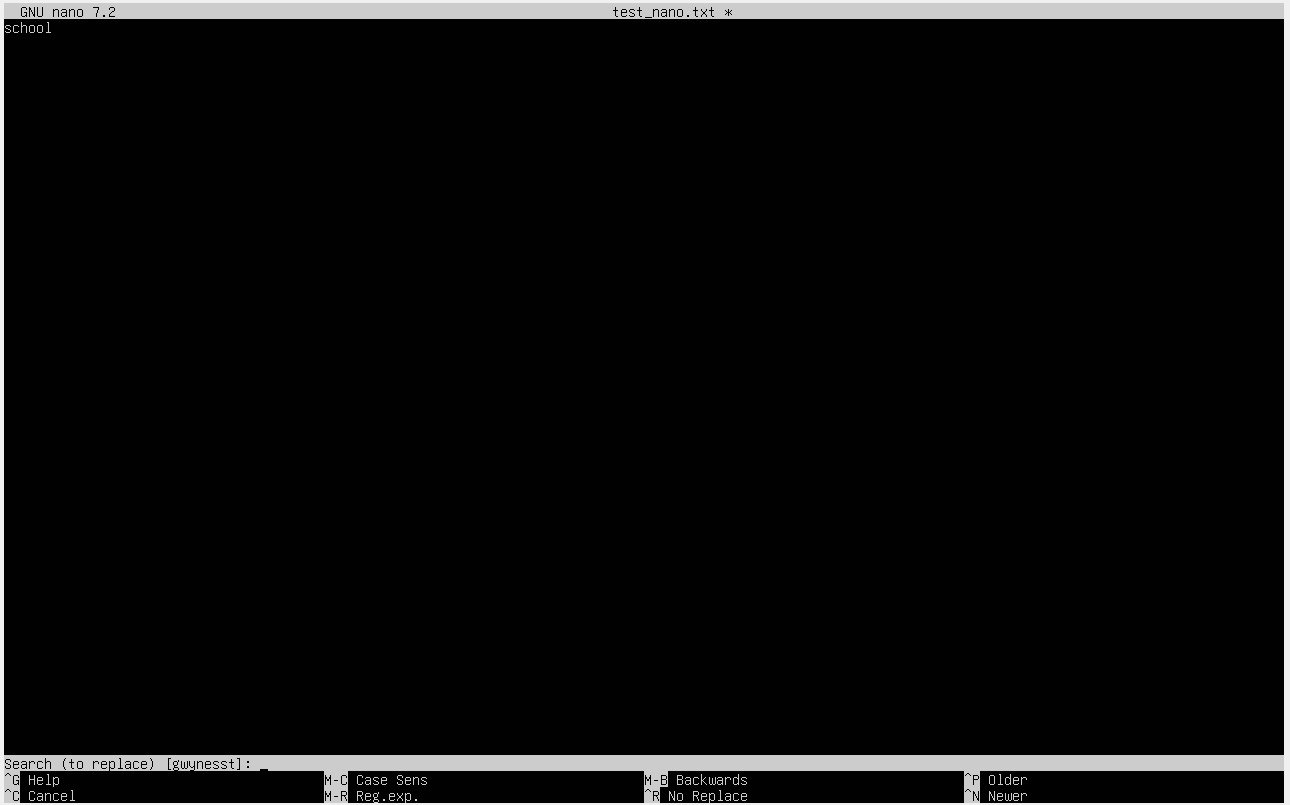 GNU nano 7.2 test_nano.txt *
school
Search (to replace) [gwynesst]: _
^G Help M-C Case Sens M-B Backwards ^P Older
^C Cancel M-R Reg.exp. ^R No Replace ^N Newer